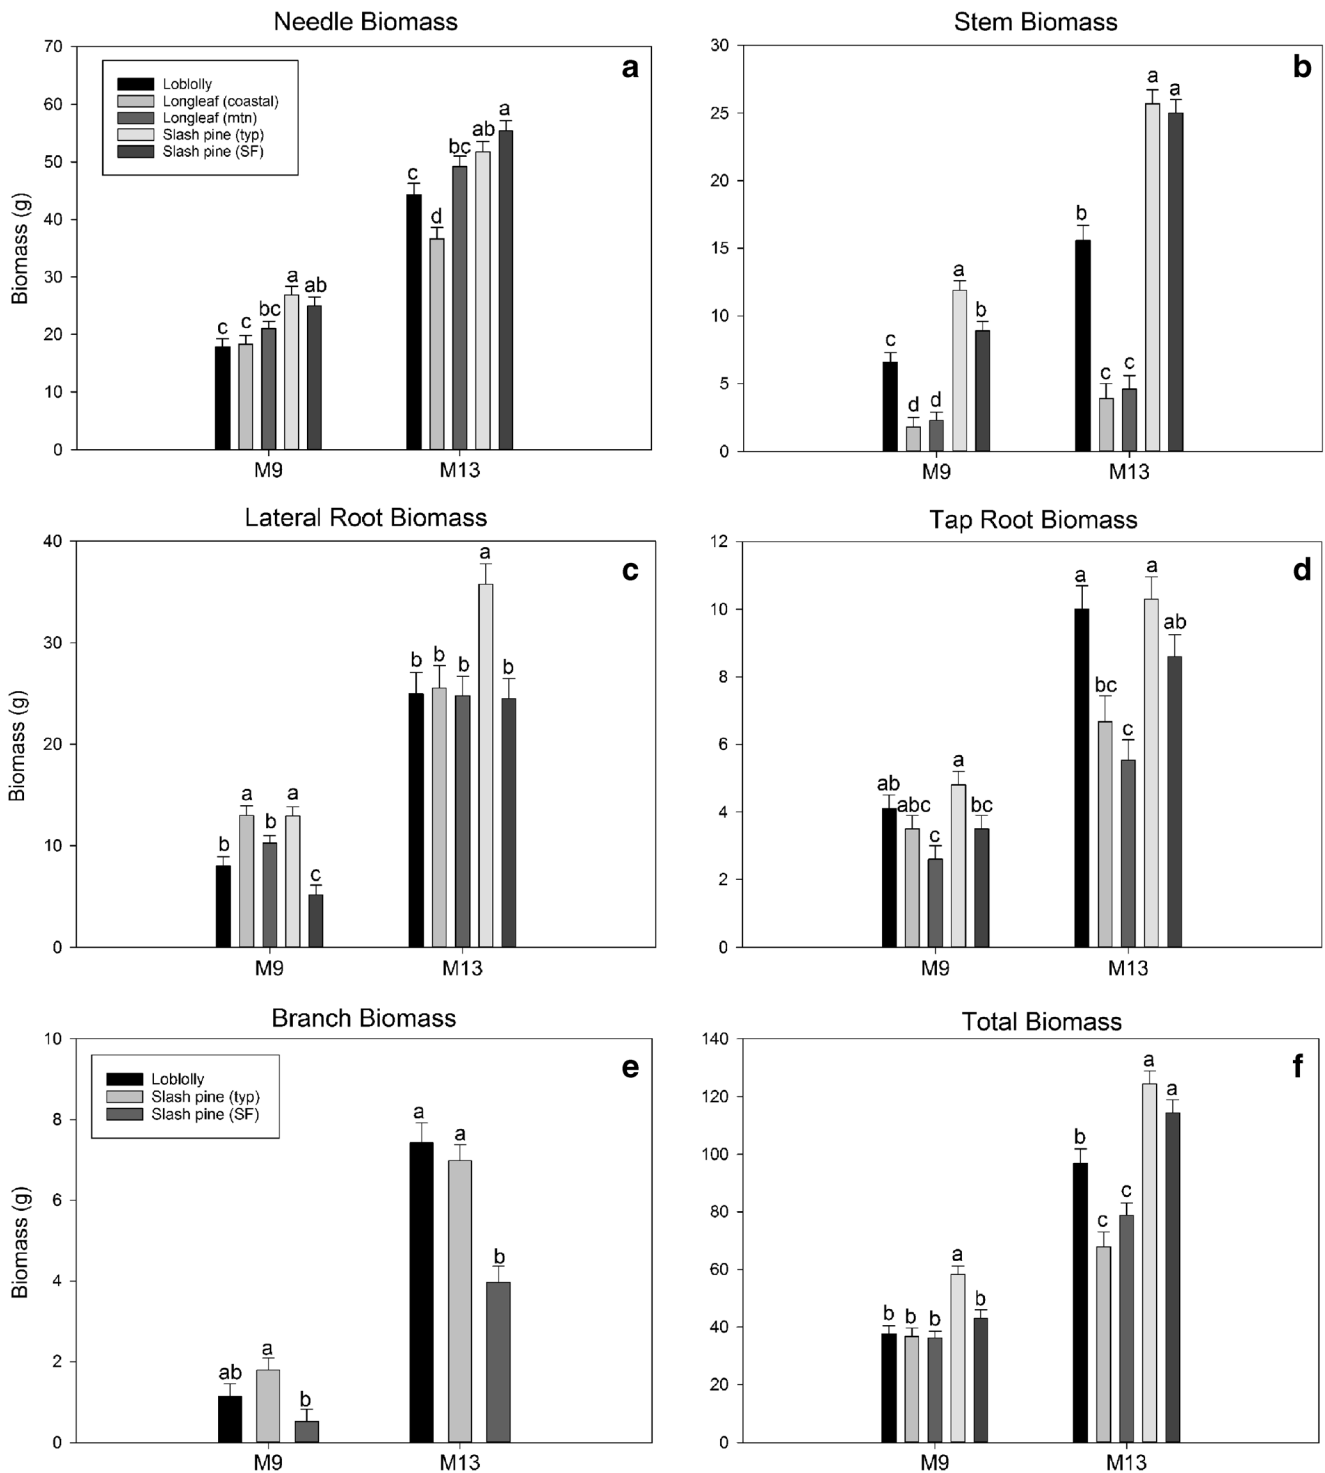 Needle Biomass
a
70
60
50
40
30
20
10
0
Biomass (g)
Loblolly
Longleaf (coastal)
Longleaf (mtn)
Slash pine (typ)
Slash pine (SF)
c c bc a ab
c d bc ab a
M9 M13
Stem Biomass
b
30
25
20
15
10
5
0
c d d a b
b c c a a
M9 M13
Lateral Root Biomass
c
40
30
20
10
0
Biomass (g)
b a b a c
b b b a b
M9 M13
Tap Root Biomass
d
12
10
8
6
4
2
0
ab abc c a bc
a bc c a ab
M9 M13
Branch Biomass
e
10
8
6
4
2
0
Biomass (g)
Loblolly
Slash pine (typ)
Slash pine (SF)
ab a b
a a b
M9 M13
Total Biomass
f
140
120
100
80
60
40
20
0
b b b a b
b c c a a
M9 M13